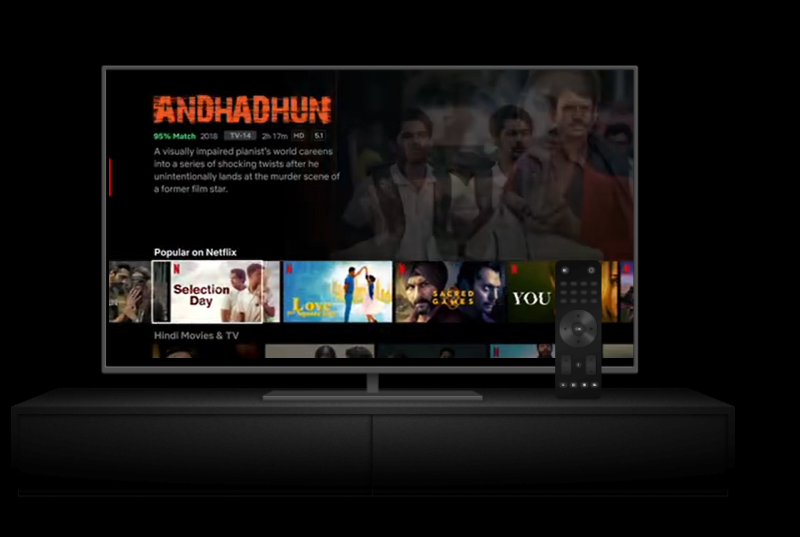 ANDHADHUN
95% Match 2018 TV-14 2h 17m HD 5.1
A visually impaired pianist's world careens
into a series of shocking twists after he
unintentionally lands at the murder scene of
a former film star.
Popular on Netflix
N
Selection
Day
N
Love
per Square Foot
N
SACRED
GAMES
N
YOU
N
Hindi Movies & TV
N